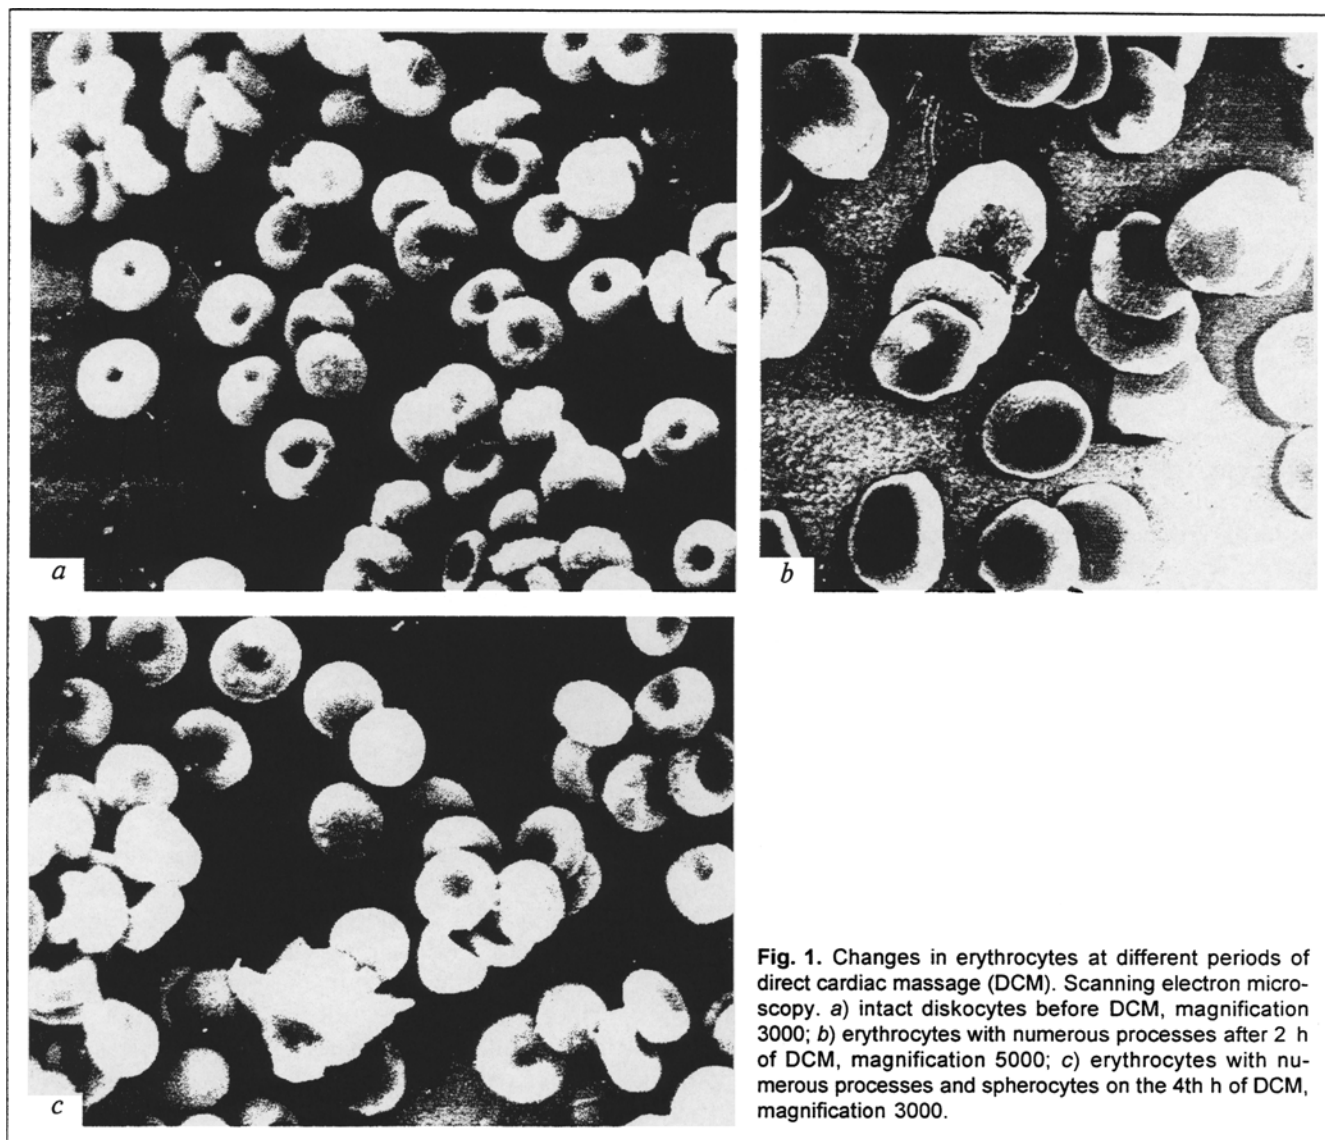 a
b
c
Fig. 1. Changes in erythrocytes at different periods of
direct cardiac massage (DCM). Scanning electron micro-
scopy. a) intact diskocytes before DCM, magnification
3000; b) erythrocytes with numerous processes after 2 h
of DCM, magnification 5000; c) erythrocytes with nu-
merous processes and spherocytes on the 4th h of DCM,
magnification 3000.